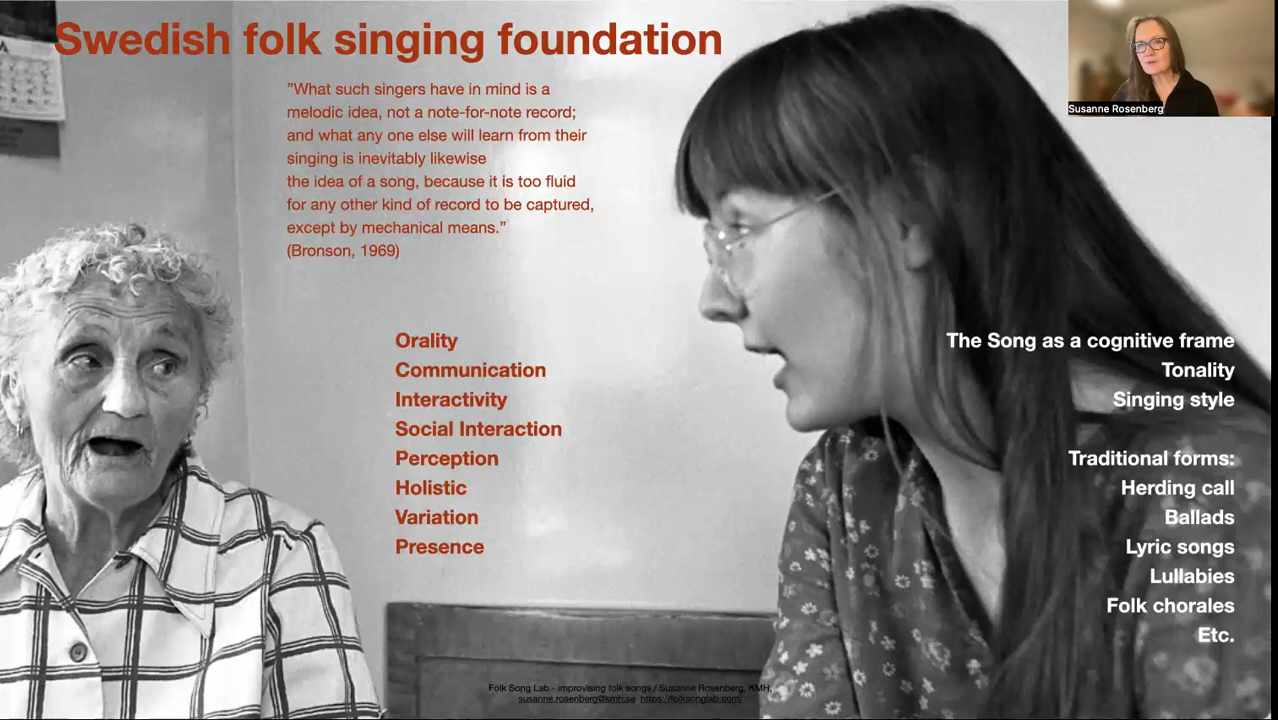 Swedish folk singing foundation
Susanne Rosenberg
"What such singers have in mind is a
melodic idea, not a note-for-note record;
and what any one else will learn from their
singing is inevitably likewise
the idea of a song, because it is too fluid
for any other kind of record to be captured,
except by mechanical means."
(Bronson, 1969)
Orality
Communication
Interactivity
Social Interaction
Perception
Holistic
Variation
Presence
The Song as a cognitive frame
Tonality
Singing style
Traditional forms:
Herding call
Ballads
Lyric songs
Lullabies
Folk chorales
Etc.
Folk Song Lab - improvising folk songs / Susanne Rosenberg, KMH,
susanne.rosenberg@kmh.se https://folksonglab.com/